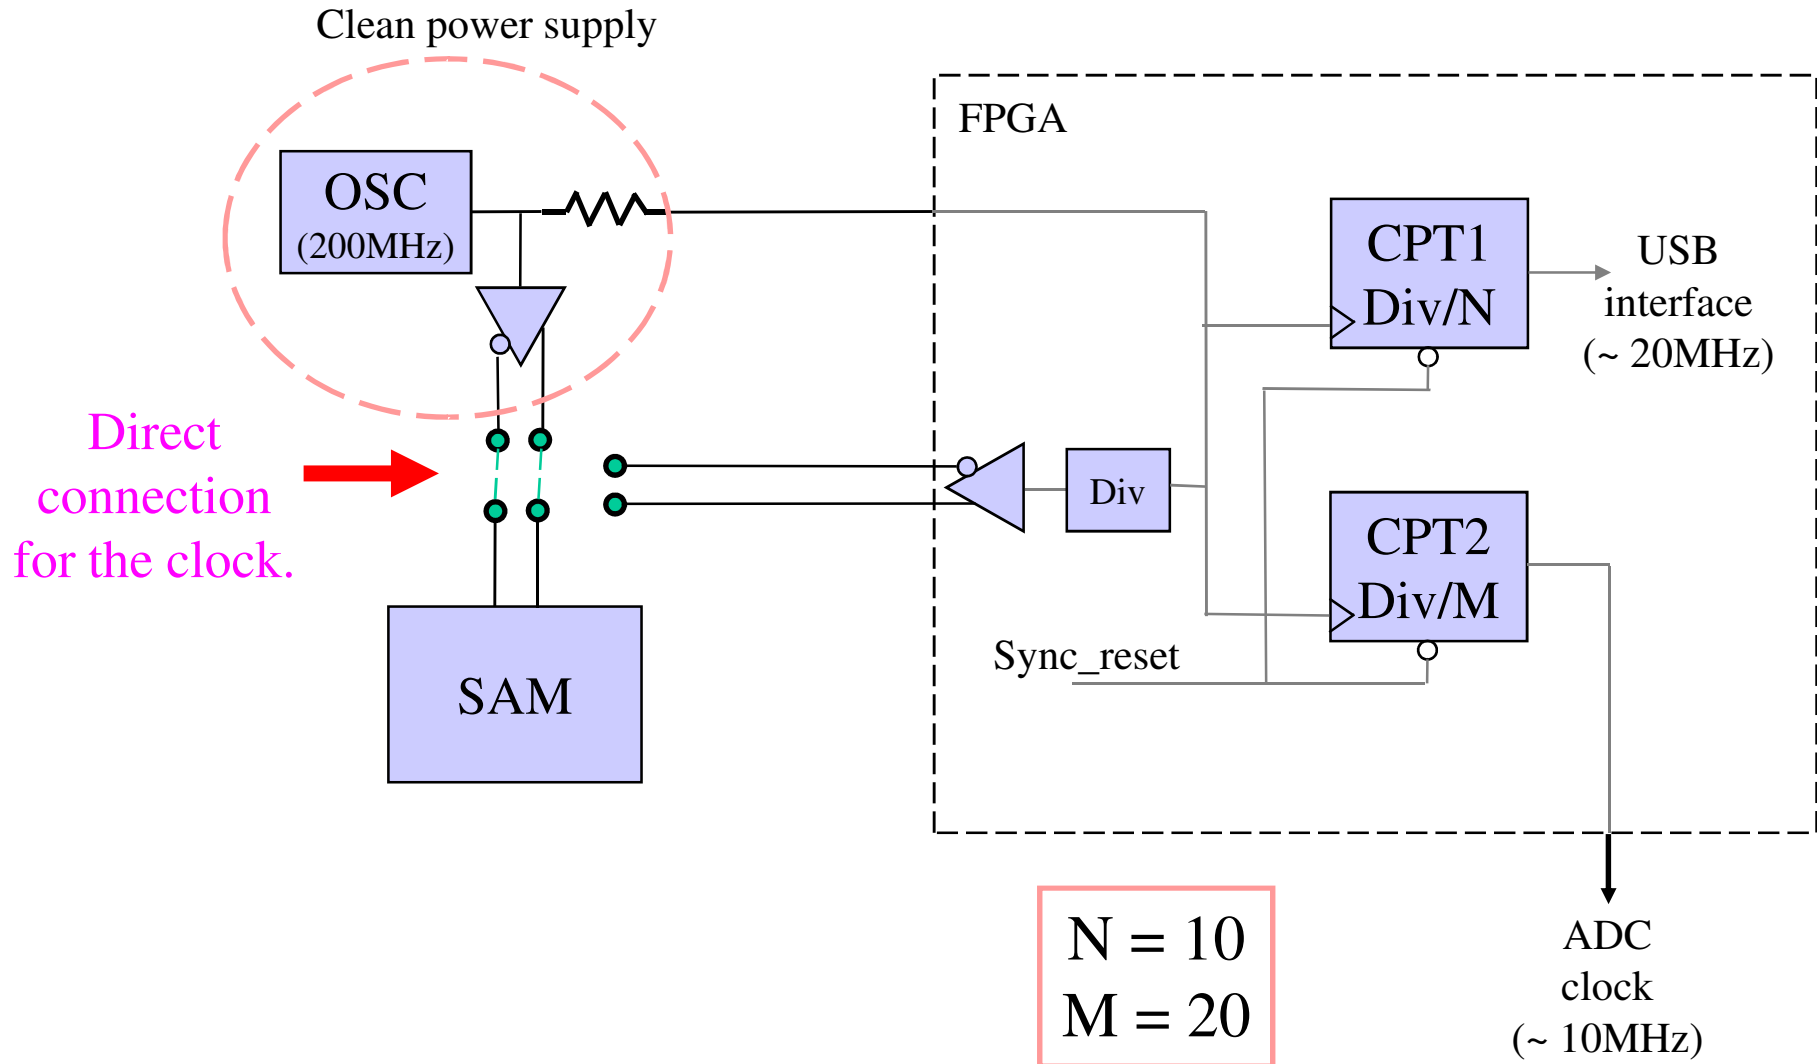 Clean power supply
FPGA
OSC
(200MHz)
CPT1
Div/N
USB
interface
(~ 20MHz)
Direct
connection
for the clock.
Div
CPT2
Div/M
Sync_reset
SAM
N = 10
M = 20
ADC
clock
(~ 10MHz)